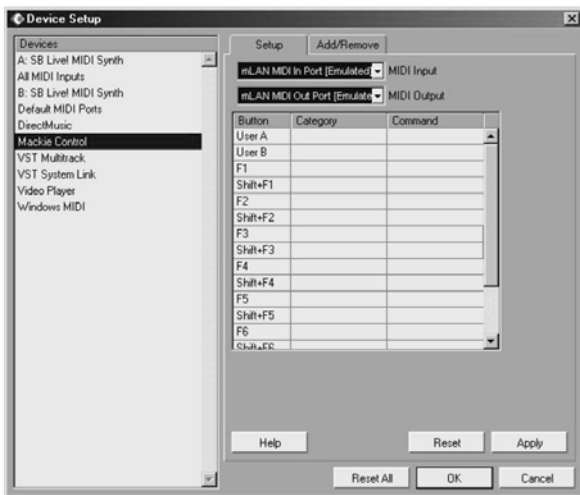 Device Setup
Devices
A: SB Live! MIDI Synth
All MIDI Inputs
B: SB Live! MIDI Synth
Default MIDI Ports
DirectMusic
Mackie Control
VST Multitrack
VST System Link
Video Player
Windows MIDI
Setup Add/Remove
mLAN MIDI In Port [Emulated] MIDI Input
mLAN MIDI Out Port [Emulate MIDI Output
Button Category Command
User A
User B
F1
Shift+F1
F2
Shift+F2
F3
Shift+F3
F4
Shift+F4
F5
Shift+F5
F6
Shift+F6
Help Reset Apply
Reset All OK Cancel